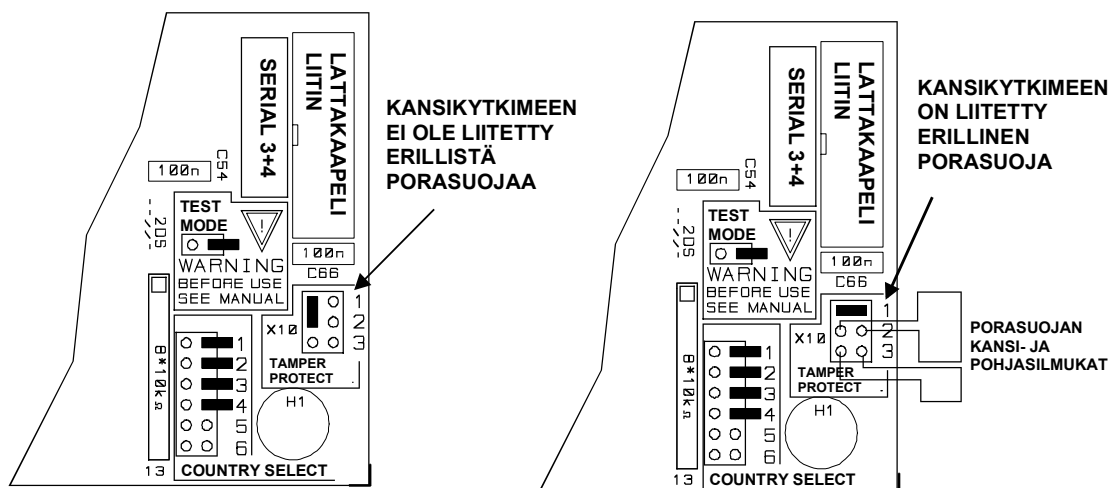 LATTAKAAPELI
LIITIN
SERIAL 3+4
KANSIKYTKIMEEN
EI OLE LIITETTY
ERILLISTÄ
PORASUOJAA
C54
100n
TEST
MODE
!
2D5
WARNING
BEFORE USE
SEE MANUAL
100n
C66
X10
1
2
3
TAMPER
PROTECT
8*10kΩ
1
2
3
4
5
6
H1
13
COUNTRY SELECT
LATTAKAAPELI
LIITIN
SERIAL 3+4
KANSIKYTKIMEEN
ON LIITETTY
ERILLINEN
PORASUOJA
C54
100n
TEST
MODE
!
2D5
WARNING
BEFORE USE
SEE MANUAL
100n
C66
X10
1
2
3
TAMPER
PROTECT
PORASUOJAN
KANSI- JA
POHJASILMUKAT
8*10kΩ
1
2
3
4
5
6
H1
13
COUNTRY SELECT